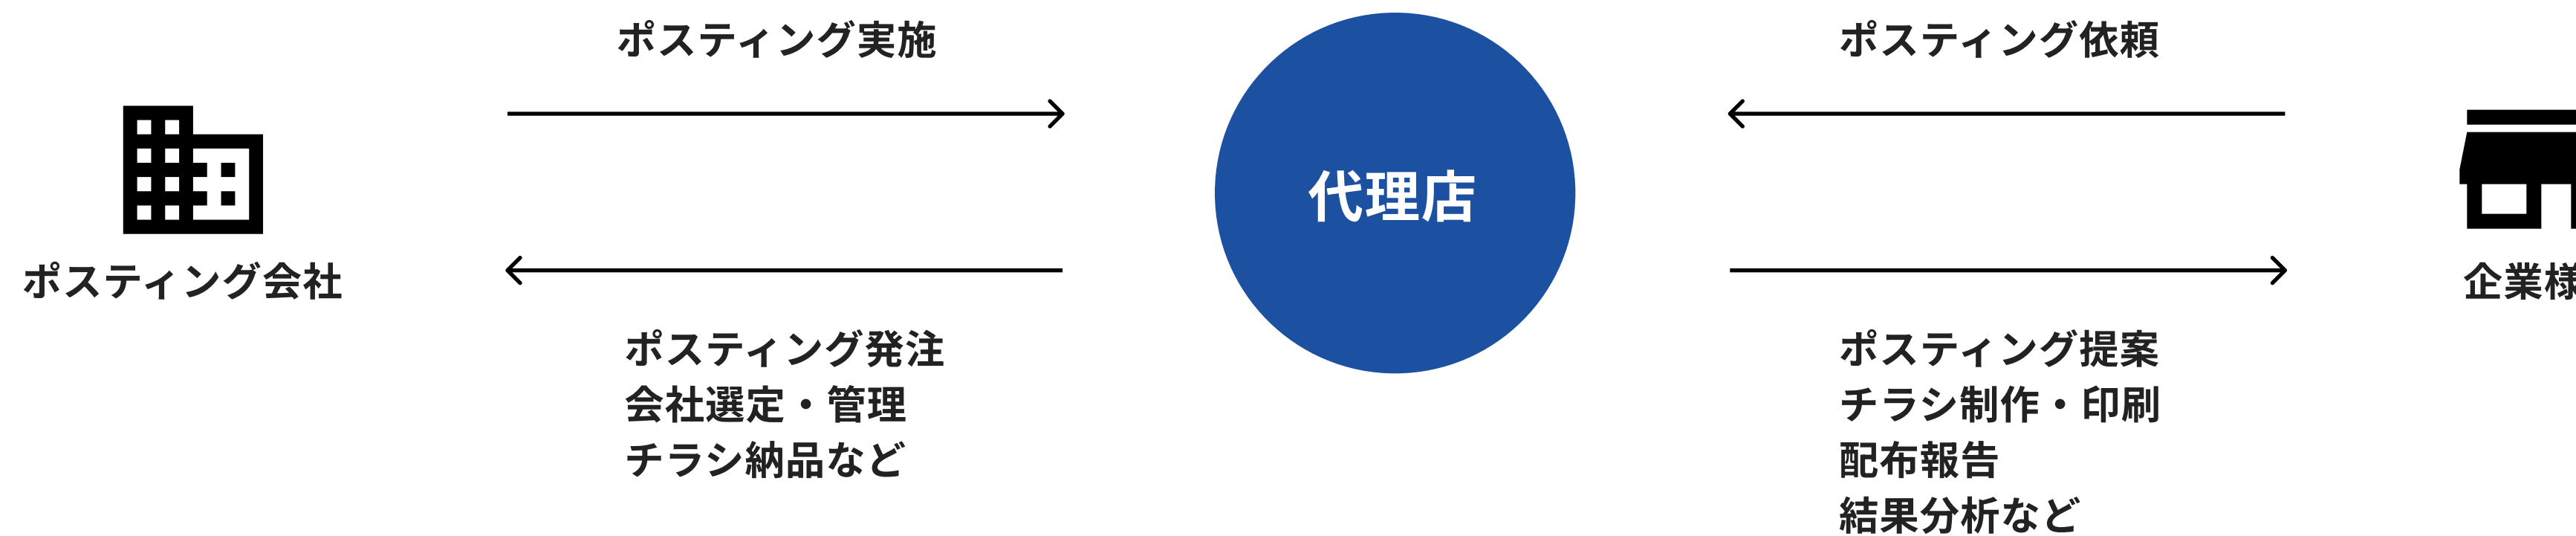 ポスティング実施
ポスティング依頼
代理店
ポスティング会社
企業様
ポスティング発注
会社選定・管理
チラシ納品など
ポスティング提案
チラシ制作・印刷
配布報告
結果分析など